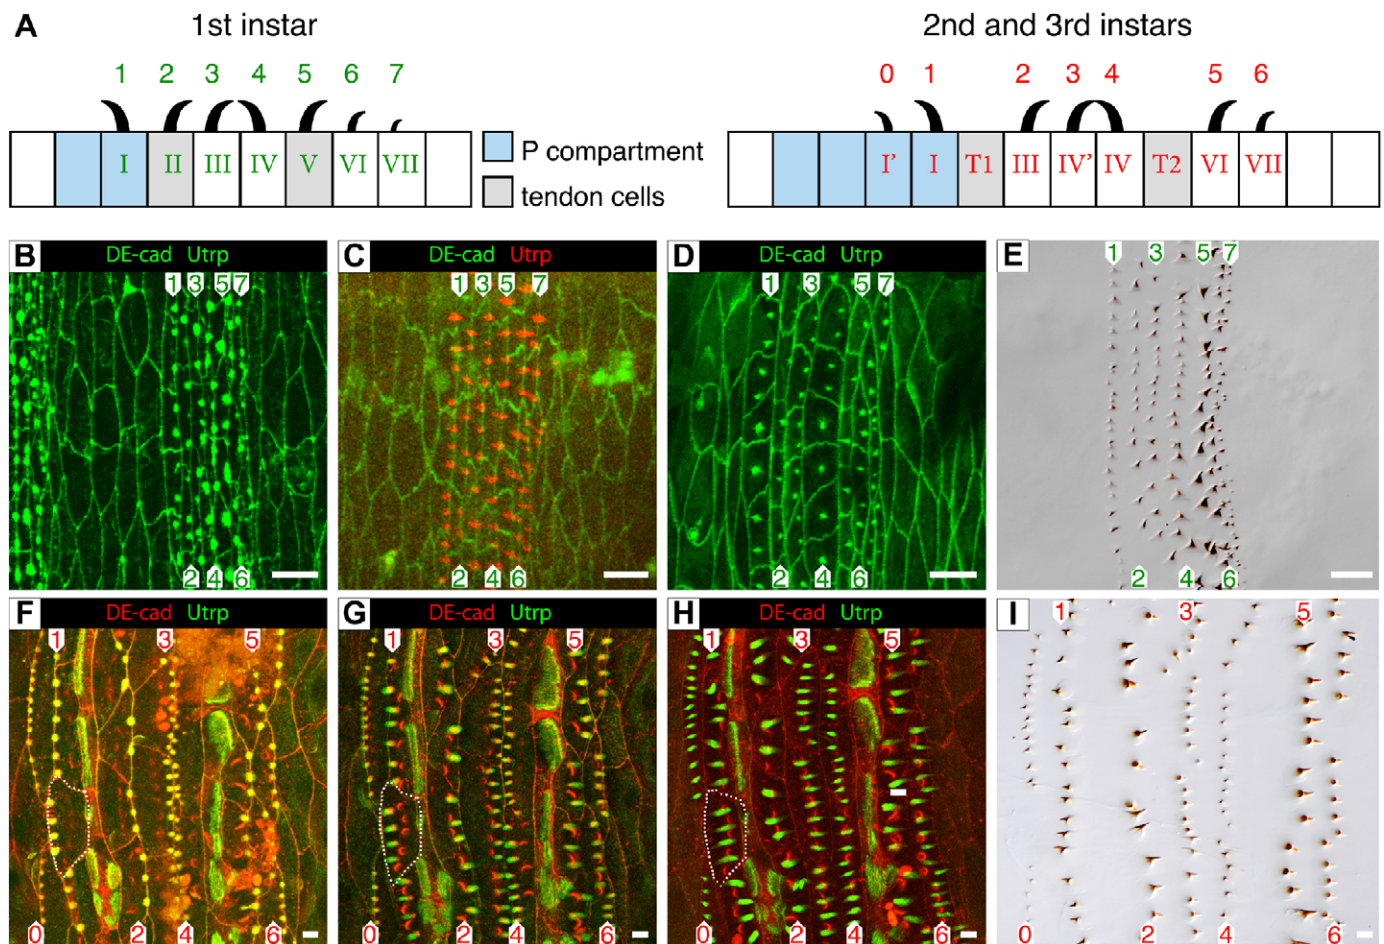 A 1st instar 2nd and 3rd instars
1 2 3 4 5 6 7
0 1 2 3 4 5 6
I II III IV V VI VII
P compartment
tendon cells
I' I T1 III IV' IV T2 VI VII
B DE-cad Utrp
1 3 5 7
2 4 6
C DE-cad Utrp
1 3 5 7
2 4 6
D DE-cad Utrp
1 3 5 7
2 4 6
E
1 3 5 7
2 4 6
F DE-cad Utrp
1 3 5
0 2 4 6
G DE-cad Utrp
1 3 5
0 2 4 6
H DE-cad Utrp
1 3 5
0 2 4 6
I
1 3 5
0 2 4 6